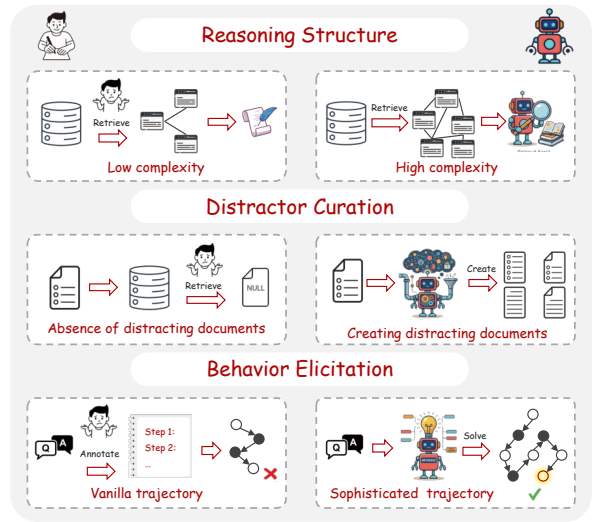 Reasoning Structure
Retrieve
Low complexity
Retrieve
High complexity
Distractor Curation
Retrieve
NULL
Absence of distracting documents
Create
Creating distracting documents
Behavior Elicitation
Q A
Annotate
Step 1:
Step 2:
...
Vanilla trajectory
Q A
Solve
Sophisticated trajectory